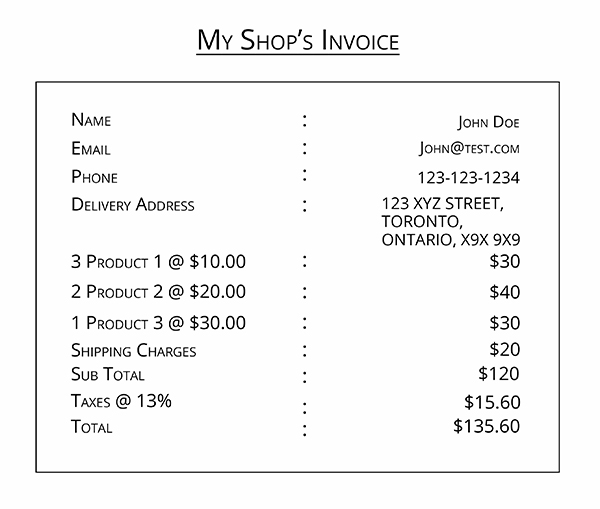 My Shop's Invoice
Name : John Doe
Email : John@test.com
Phone : 123-123-1234
Delivery Address : 123 XYZ STREET,
TORONTO,
ONTARIO, X9X 9X9
3 Product 1 @ $10.00 : $30
2 Product 2 @ $20.00 : $40
1 Product 3 @ $30.00 : $30
Shipping Charges : $20
Sub Total : $120
Taxes @ 13% : $15.60
Total : $135.60